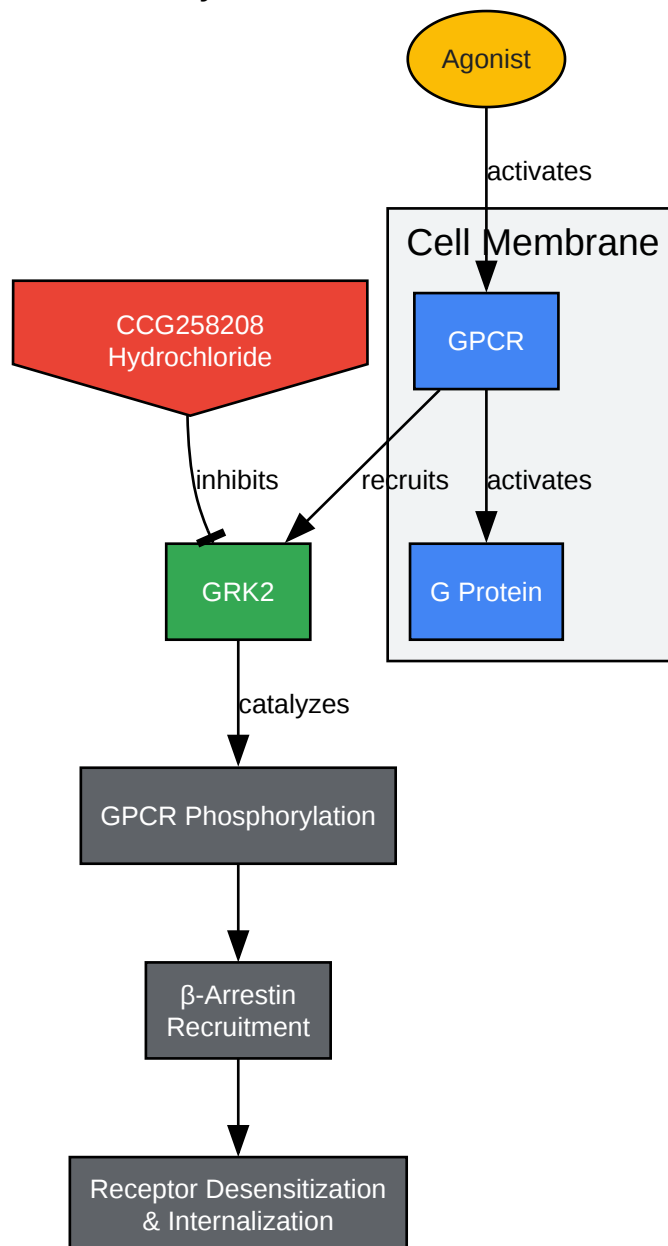 Agonist
activates
Cell Membrane
CCG258208
Hydrochloride
GPCR
inhibits
recruits
activates
GRK2
G Protein
catalyzes
GPCR Phosphorylation
β-Arrestin
Recruitment
Receptor Desensitization
& Internalization